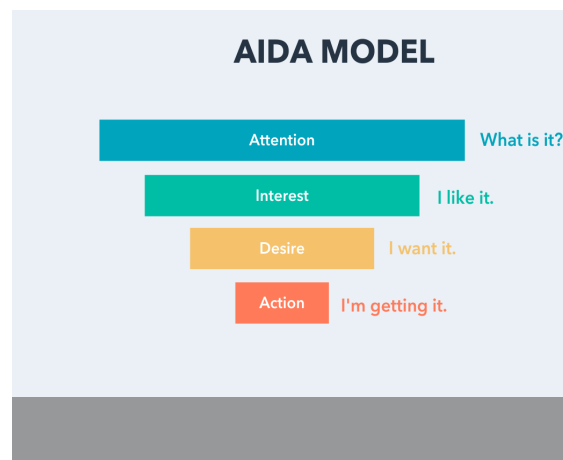 AIDA MODEL
Attention What is it?
Interest I like it.
Desire I want it.
Action I'm getting it.